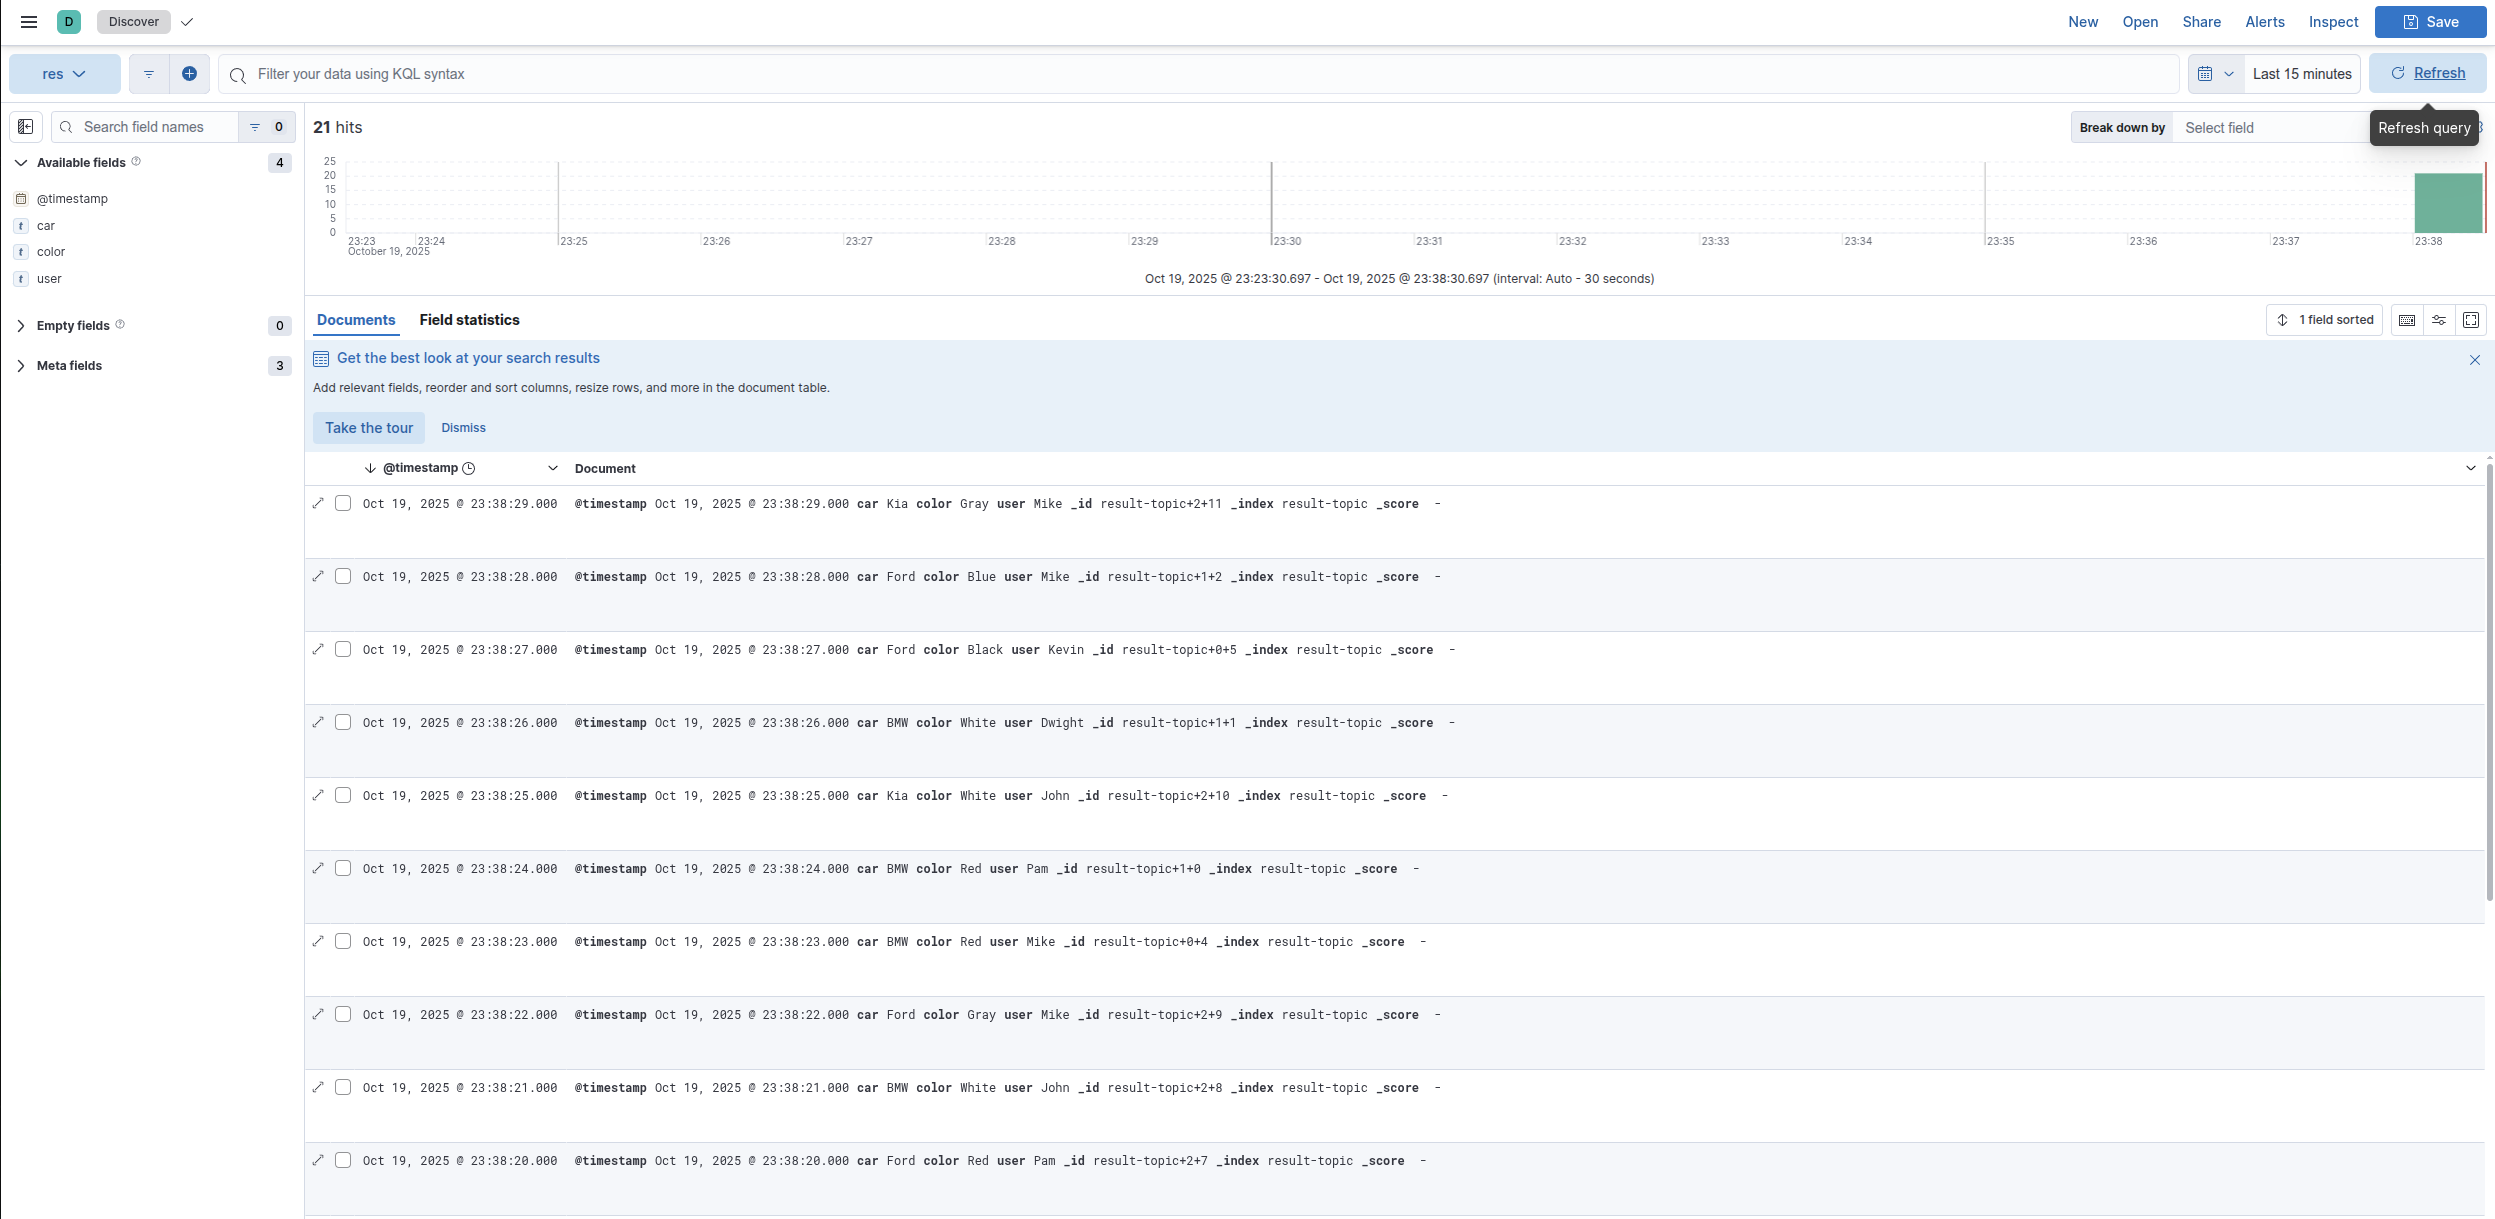 D Discover New Open Share Alerts Inspect Save
res Filter your data using KQL syntax Last 15 minutes Refresh
Search field names 0 21 hits Break down by Select field Refresh query
Available fields 4
@timestamp
car
color
user
Empty fields 0
Meta fields 3
25
20
15
10
5
0
23:23 23:24 23:25 23:26 23:27 23:28 23:29 23:30 23:31 23:32 23:33 23:34 23:35 23:36 23:37 23:38
October 19, 2025
Oct 19, 2025 @ 23:23:30.697 - Oct 19, 2025 @ 23:38:30.697 (interval: Auto - 30 seconds)
Documents Field statistics 1 field sorted
Get the best look at your search results
Add relevant fields, reorder and sort columns, resize rows, and more in the document table.
Take the tour Dismiss
@timestamp Document
Oct 19, 2025 @ 23:38:29.000 @timestamp Oct 19, 2025 @ 23:38:29.000 car Kia color Gray user Mike _id result-topic+2+11 _index result-topic _score -
Oct 19, 2025 @ 23:38:28.000 @timestamp Oct 19, 2025 @ 23:38:28.000 car Ford color Blue user Mike _id result-topic+1+2 _index result-topic _score -
Oct 19, 2025 @ 23:38:27.000 @timestamp Oct 19, 2025 @ 23:38:27.000 car Ford color Black user Kevin _id result-topic+0+5 _index result-topic _score -
Oct 19, 2025 @ 23:38:26.000 @timestamp Oct 19, 2025 @ 23:38:26.000 car BMW color White user Dwight _id result-topic+1+1 _index result-topic _score -
Oct 19, 2025 @ 23:38:25.000 @timestamp Oct 19, 2025 @ 23:38:25.000 car Kia color White user John _id result-topic+2+10 _index result-topic _score -
Oct 19, 2025 @ 23:38:24.000 @timestamp Oct 19, 2025 @ 23:38:24.000 car BMW color Red user Pam _id result-topic+1+0 _index result-topic _score -
Oct 19, 2025 @ 23:38:23.000 @timestamp Oct 19, 2025 @ 23:38:23.000 car BMW color Red user Mike _id result-topic+0+4 _index result-topic _score -
Oct 19, 2025 @ 23:38:22.000 @timestamp Oct 19, 2025 @ 23:38:22.000 car Ford color Gray user Mike _id result-topic+2+9 _index result-topic _score -
Oct 19, 2025 @ 23:38:21.000 @timestamp Oct 19, 2025 @ 23:38:21.000 car BMW color White user John _id result-topic+2+8 _index result-topic _score -
Oct 19, 2025 @ 23:38:20.000 @timestamp Oct 19, 2025 @ 23:38:20.000 car Ford color Red user Pam _id result-topic+2+7 _index result-topic _score -